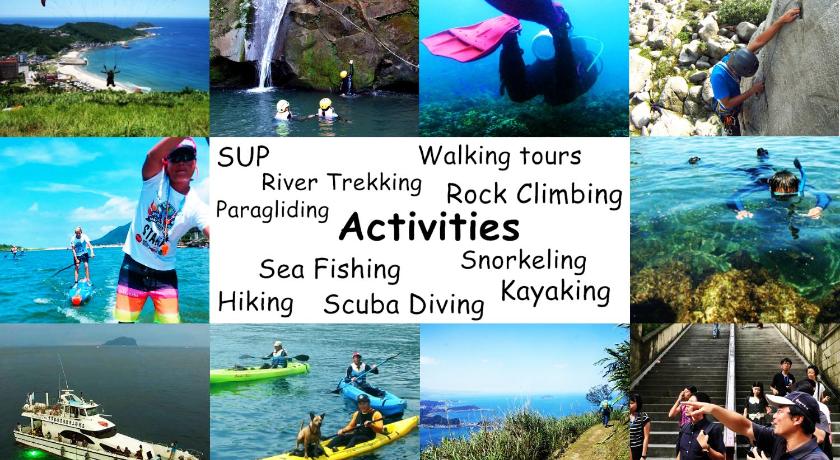 SUP
Walking tours
River Trekking
Rock Climbing
Paragliding
Activities
Sea Fishing
Snorkeling
Hiking
Scuba Diving
Kayaking